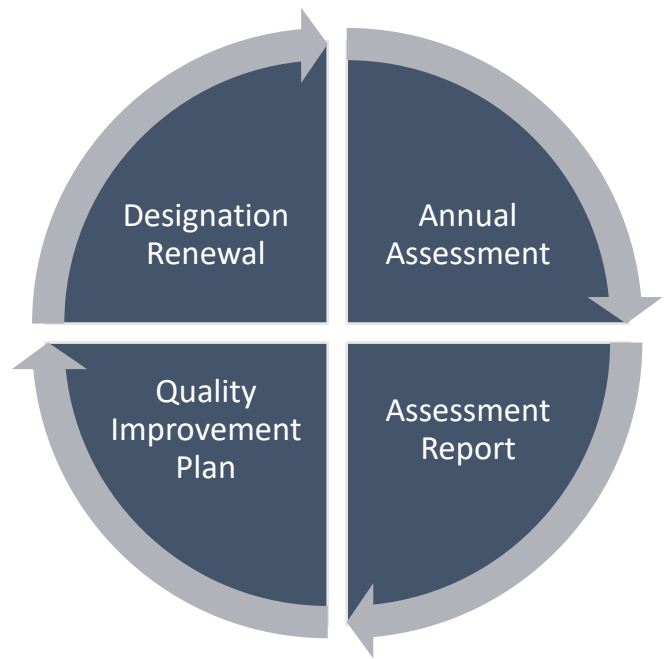 Designation
Renewal
Annual
Assessment
Quality
Improvement
Plan
Assessment
Report